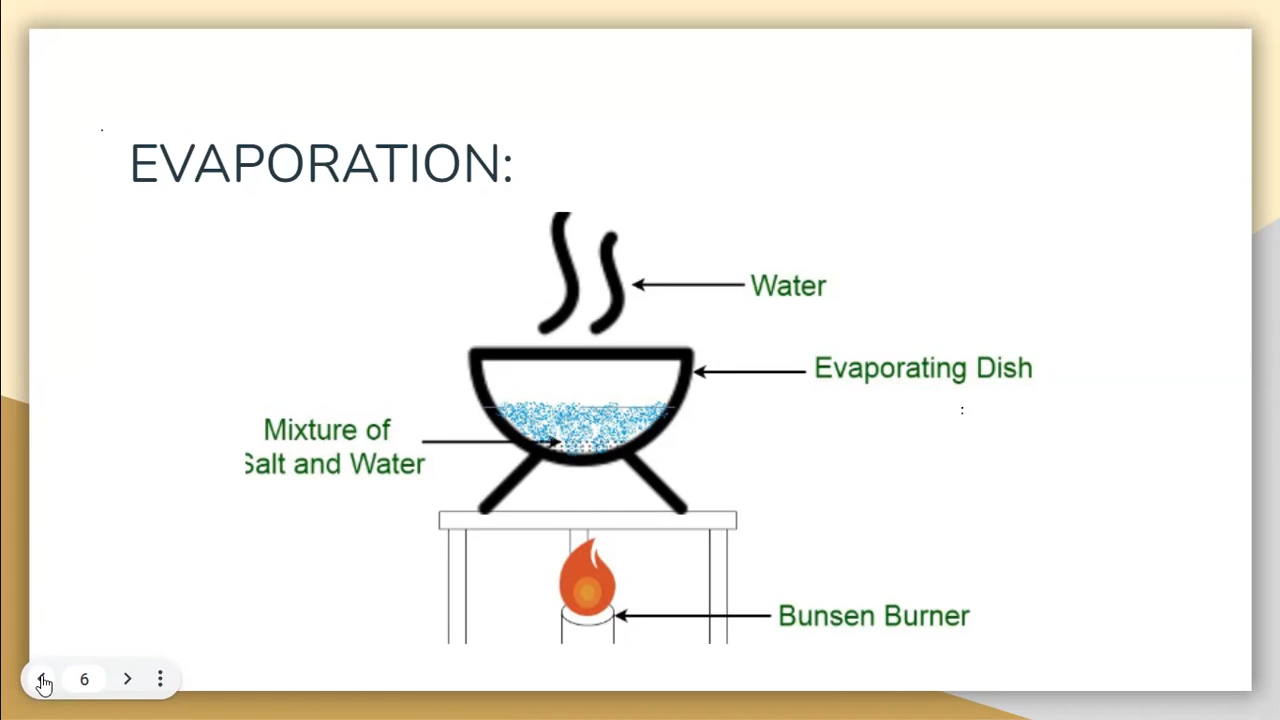 EVAPORATION:
Water
Evaporating Dish
:
Mixture of
Salt and Water
Bunsen Burner
6